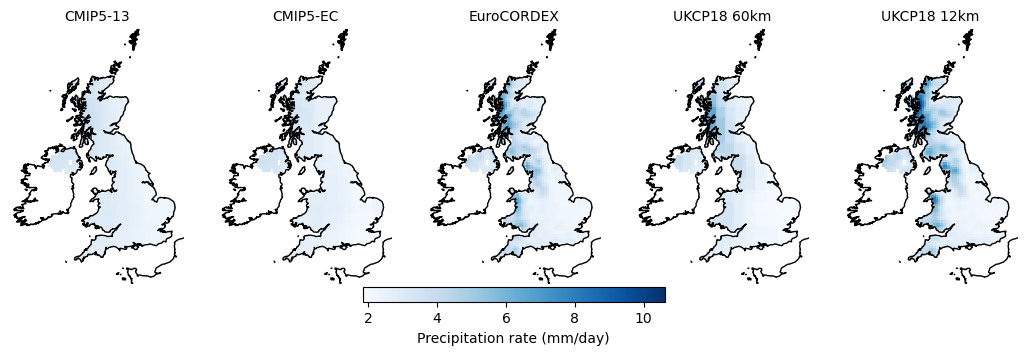 CMIP5-13 CMIP5-EC EuroCORDEX UKCP18 60km UKCP18 12km
2 4 6 8 10
Precipitation rate (mm/day)